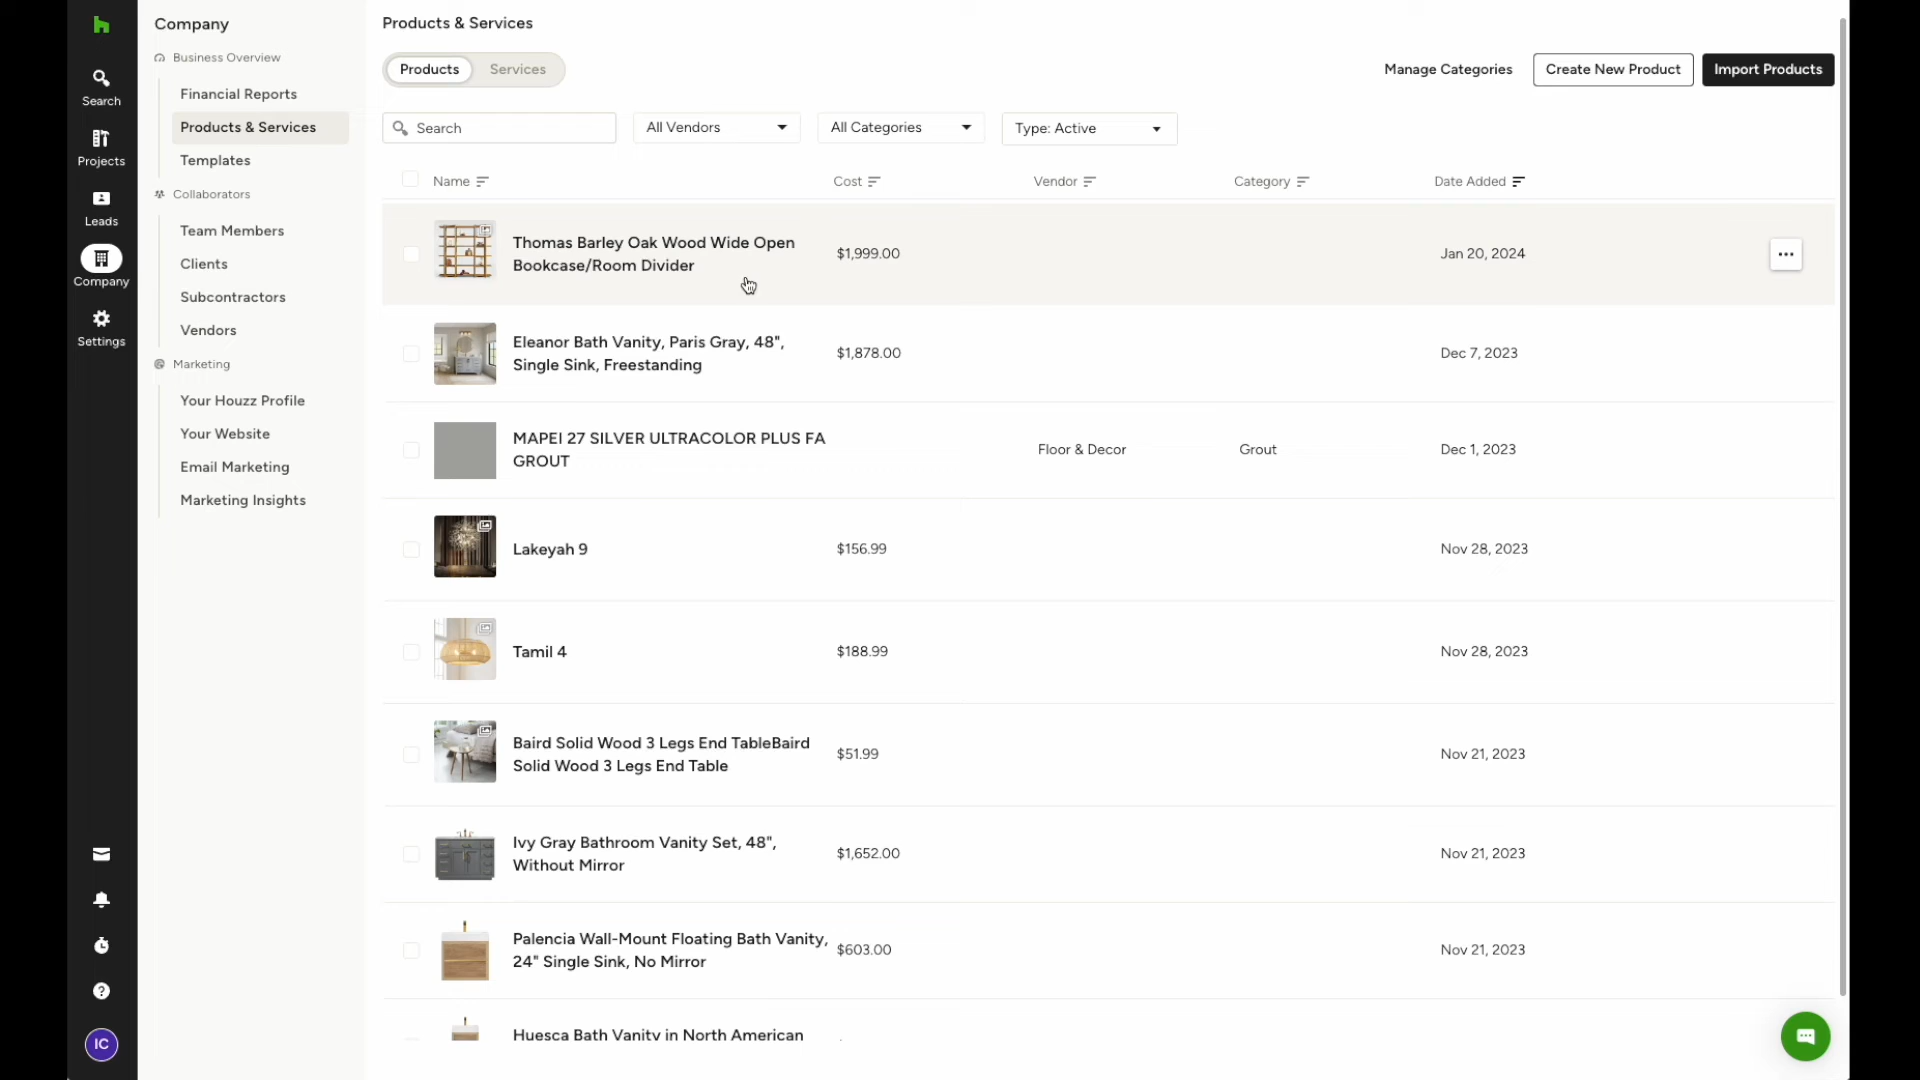 Company
Business Overview
Financial Reports
Products & Services
Templates
Collaborators
Team Members
Clients
Subcontractors
Vendors
Marketing
Your Houzz Profile
Your Website
Email Marketing
Marketing Insights
Search
Projects
Leads
Company
Settings
IC
Products & Services
Products Services
Manage Categories Create New Product Import Products
Search All Vendors All Categories Type: Active
Name Cost Vendor Category Date Added
Thomas Barley Oak Wood Wide Open
Bookcase/Room Divider
$1,999.00 Jan 20, 2024
Eleanor Bath Vanity, Paris Gray, 48",
Single Sink, Freestanding
$1,878.00 Dec 7, 2023
MAPEI 27 SILVER ULTRACOLOR PLUS FA
GROUT
Floor & Decor Grout Dec 1, 2023
Lakeyah 9 $156.99 Nov 28, 2023
Tamil 4 $188.99 Nov 28, 2023
Baird Solid Wood 3 Legs End TableBaird
Solid Wood 3 Legs End Table
$51.99 Nov 21, 2023
Ivy Gray Bathroom Vanity Set, 48",
Without Mirror
$1,652.00 Nov 21, 2023
Palencia Wall-Mount Floating Bath Vanity,
24" Single Sink, No Mirror
$603.00 Nov 21, 2023
Huesca Bath Vanity in North American